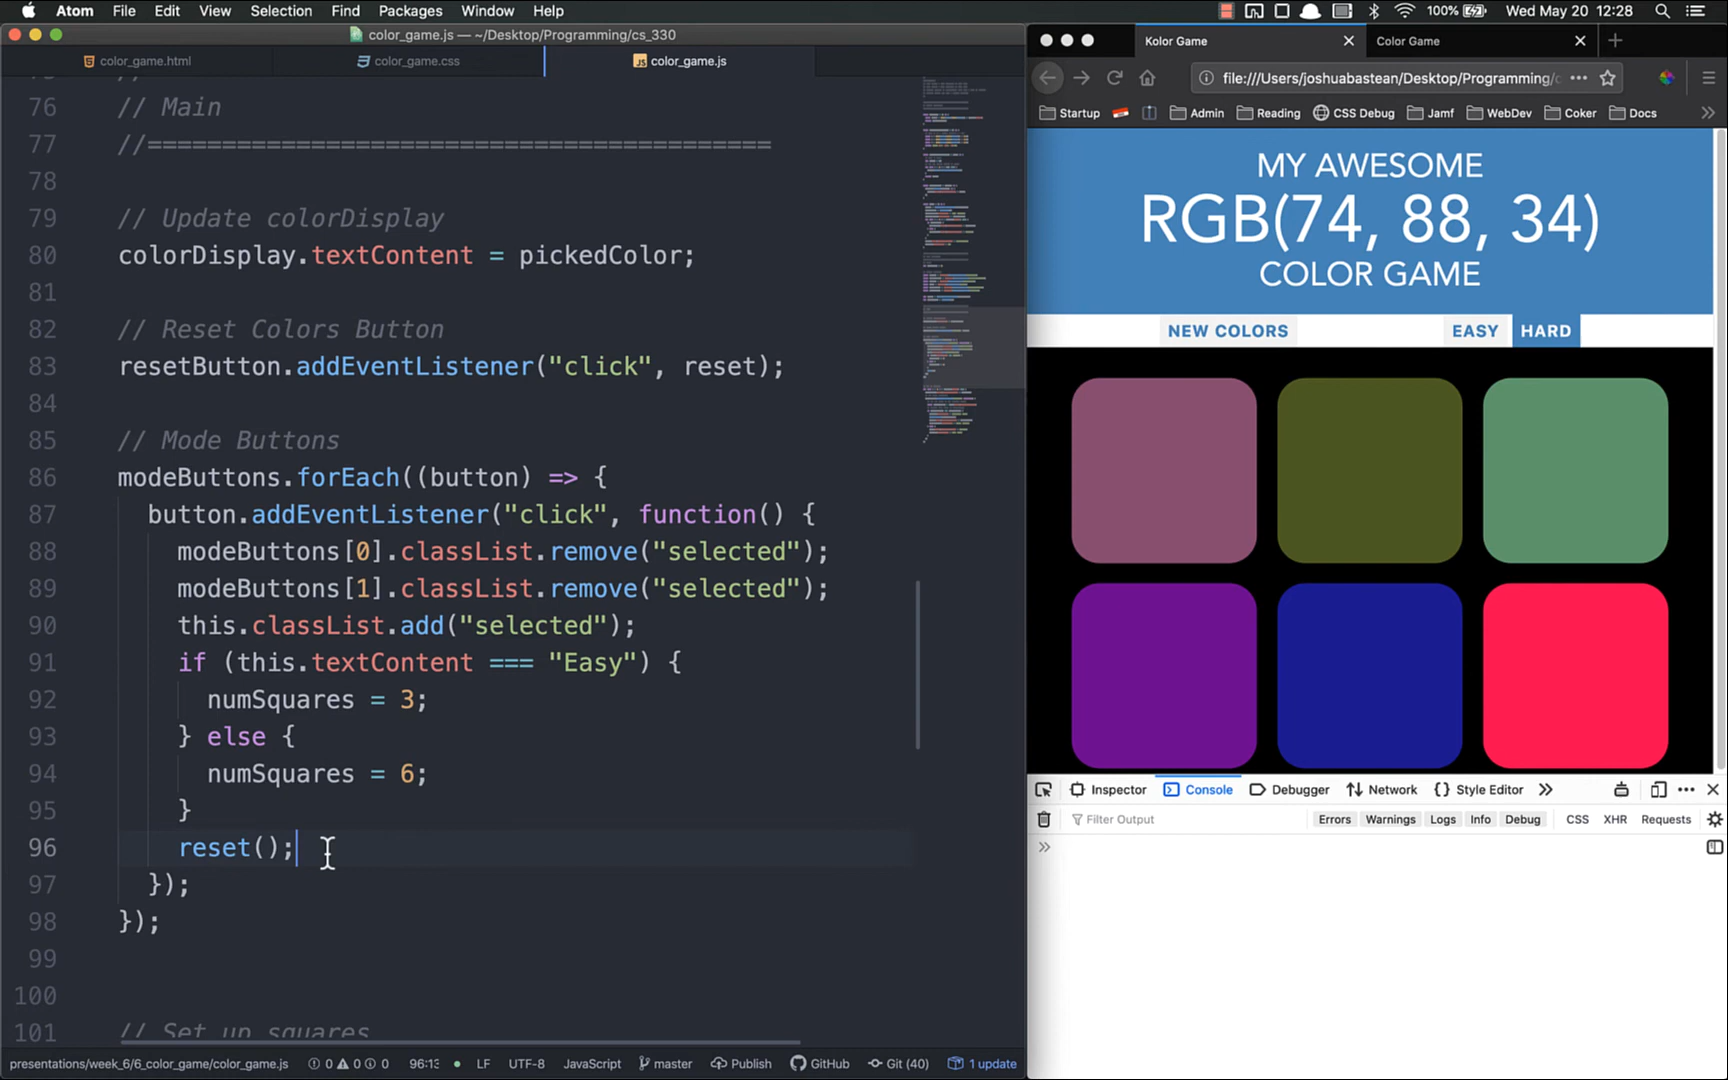 Atom File Edit View Selection Find Packages Window Help 100% Wed May 20 12:28
color_game.js — ~/Desktop/Programming/cs_330
color_game.html color_game.css color_game.js
76 // Main
77 //==========================================
78
79 // Update colorDisplay
80 colorDisplay.textContent = pickedColor;
81
82 // Reset Colors Button
83 resetButton.addEventListener("click", reset);
84
85 // Mode Buttons
86 modeButtons.forEach((button) => {
87 button.addEventListener("click", function() {
88 modeButtons[0].classList.remove("selected");
89 modeButtons[1].classList.remove("selected");
90 this.classList.add("selected");
91 if (this.textContent === "Easy") {
92 numSquares = 3;
93 } else {
94 numSquares = 6;
95 }
96 reset();
97 });
98 });
99
100
101 // Set up squares
presentations/week_6/6_color_game/color_game.js 0 0 0 96:13 LF UTF-8 JavaScript master Publish GitHub Git (40) 1 update
Kolor Game Color Game
file:///Users/joshuabastean/Desktop/Programming/
Startup Admin Reading CSS Debug Jamf WebDev Coker Docs
MY AWESOME
RGB(74, 88, 34)
COLOR GAME
NEW COLORS EASY HARD
Inspector Console Debugger Network Style Editor
Filter Output Errors Warnings Logs Info Debug CSS XHR Requests